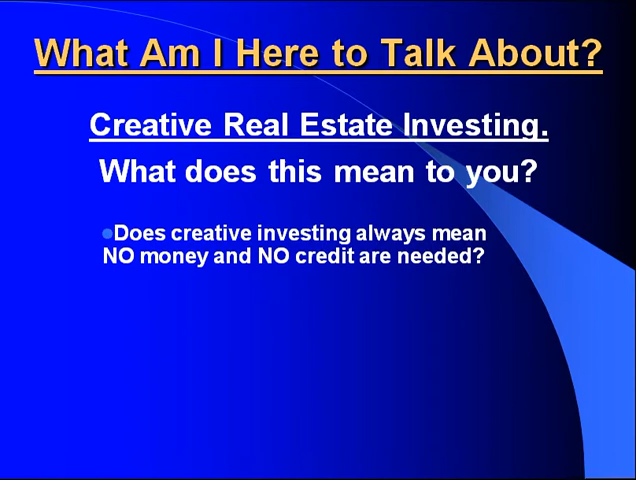 What Am I Here to Talk About?
Creative Real Estate Investing.
What does this mean to you?
Does creative investing always mean
NO money and NO credit are needed?